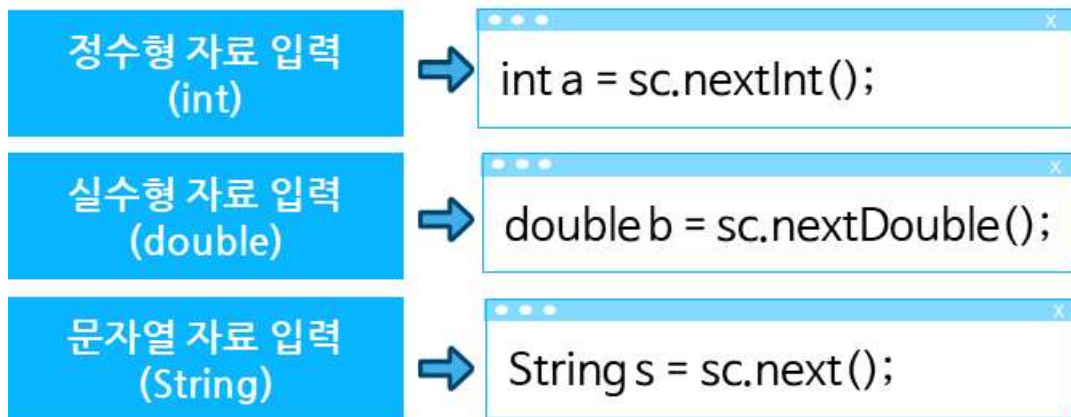 정수형 자료 입력
(int)
X
int a = sc.nextInt();
실수형 자료 입력
(double)
X
double b = sc.nextDouble();
문자열 자료 입력
(String)
X
String s = sc.next();